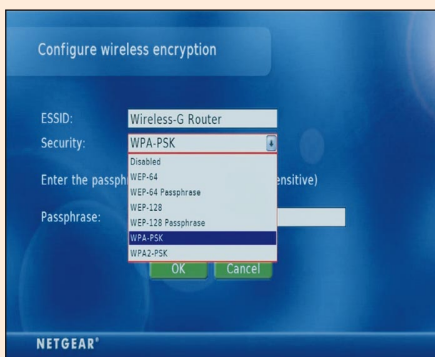 Configure wireless encryption
ESSID: Wireless-G Router
Security: WPA-PSK
Disabled
WEP-64
WEP-64 Passphrase
WEP-128
WEP-128 Passphrase
WPA-PSK
WPA2-PSK
Enter the passph
ensitive)
Passphrase:
OK Cancel
NETGEAR®